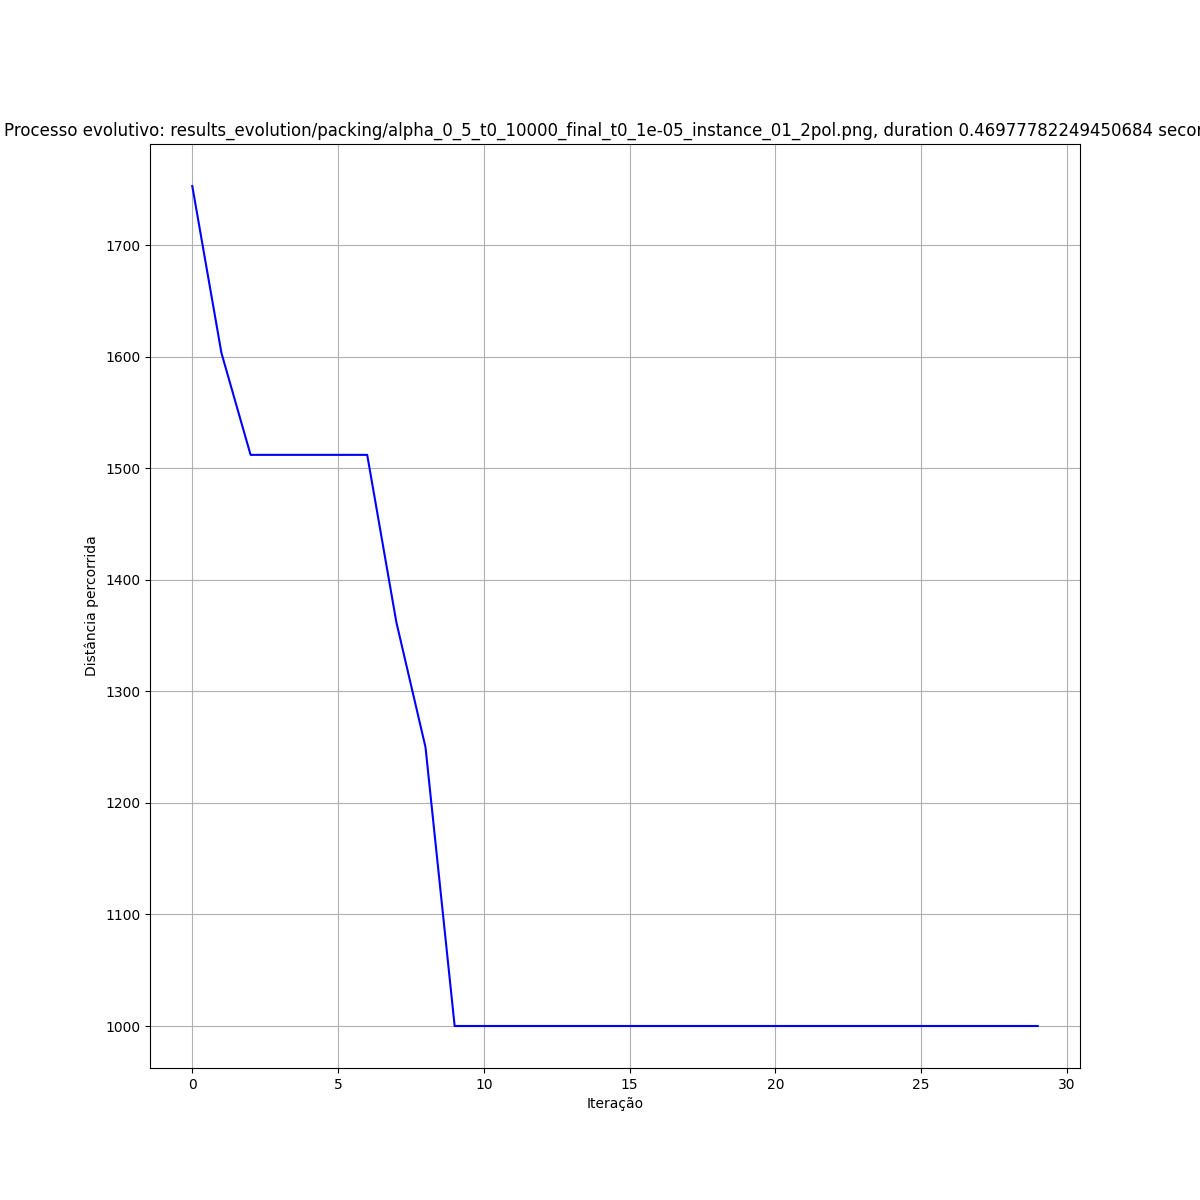 Processo evolutivo: results_evolution/packing/alpha_0_5_t0_10000_final_t0_1e-05_instance_01_2pol.png, duration 0.46977782249450684
1700
1600
1500
1400
1300
1200
1100
1000
Distância percorrida
0 5 10 15 20 25 30
Iteração